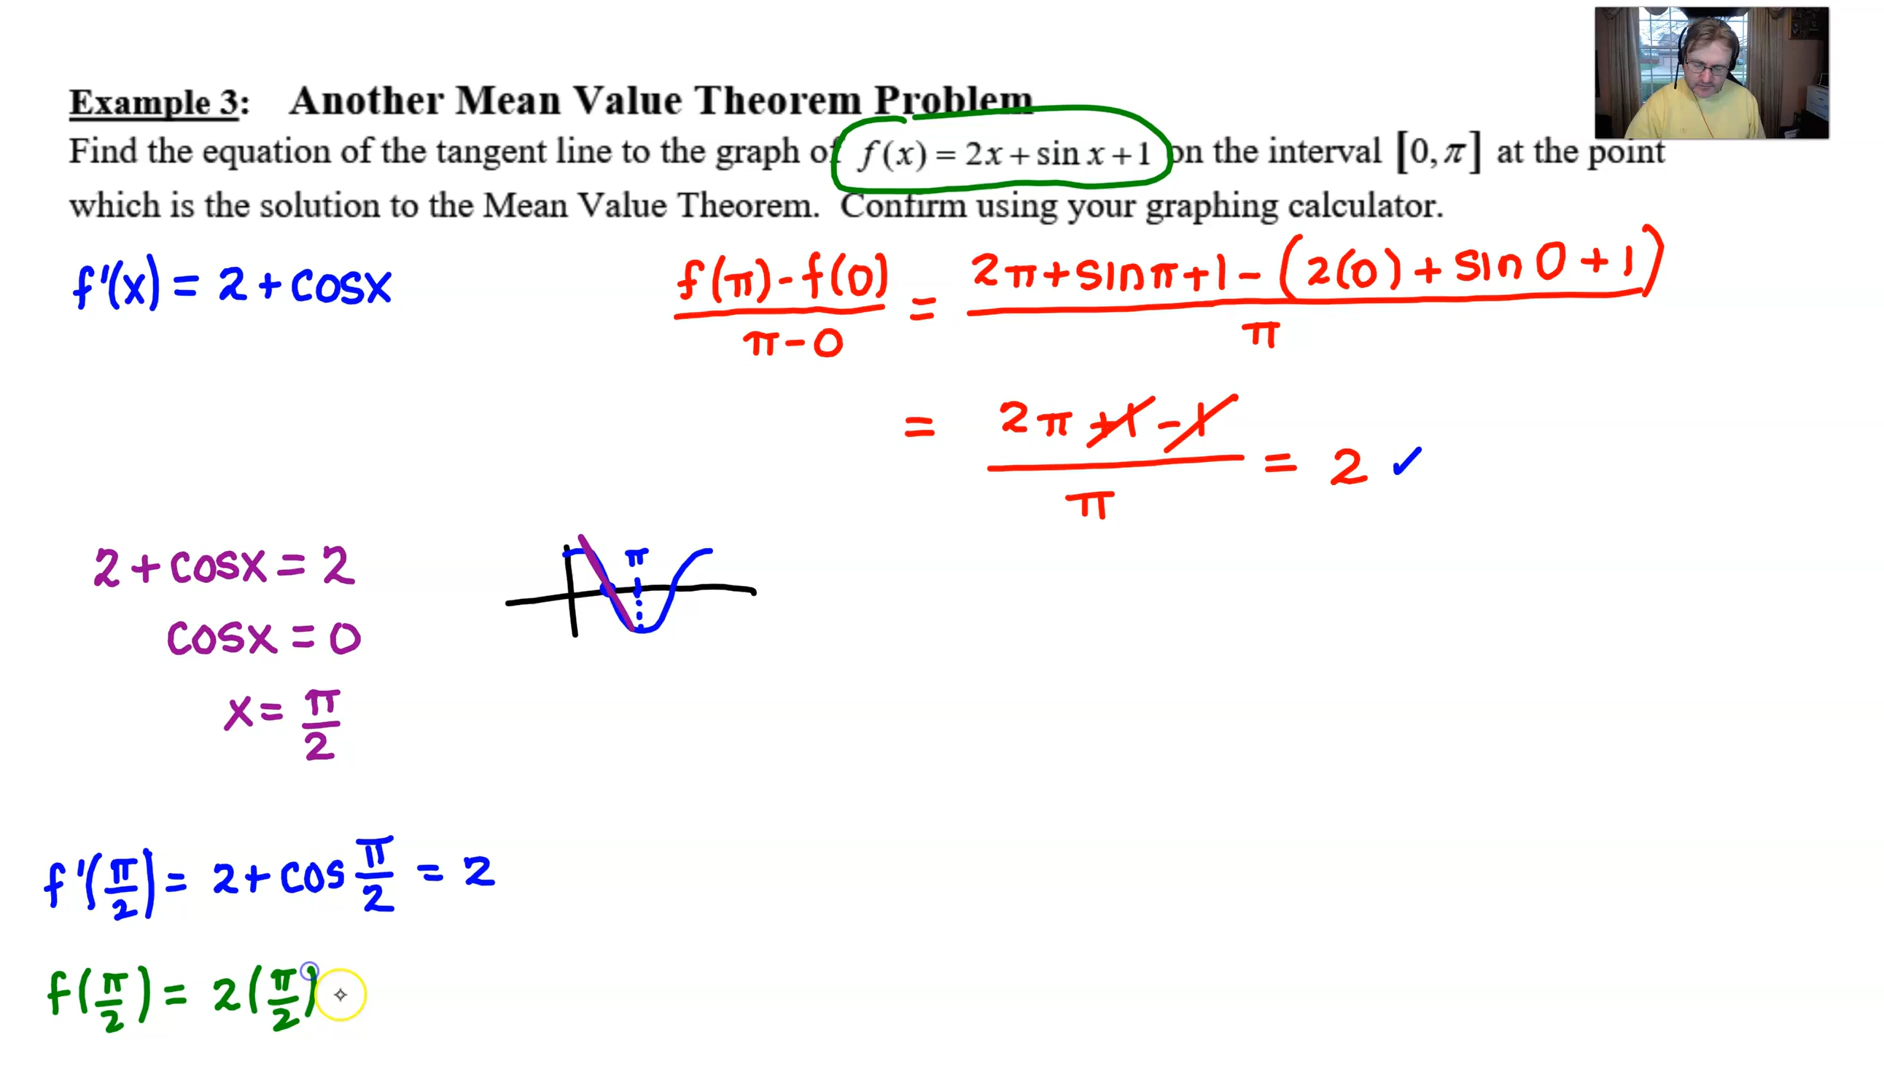 Example 3: Another Mean Value Theorem Problem
Find the equation of the tangent line to the graph of f(x) = 2x + sin x + 1 on the interval [0, π] at the point
which is the solution to the Mean Value Theorem. Confirm using your graphing calculator.
f'(x) = 2 + cosx
f(π) - f(0) / π - 0 = 2π + sinπ + 1 - (2(0) + sin 0 + 1) / π
= 2π + 1 - 1 / π = 2 ✓
2 + cosx = 2
π
cosx = 0
x = π/2
f'(π/2) = 2 + cos π/2 = 2
f(π/2) = 2(π/2)